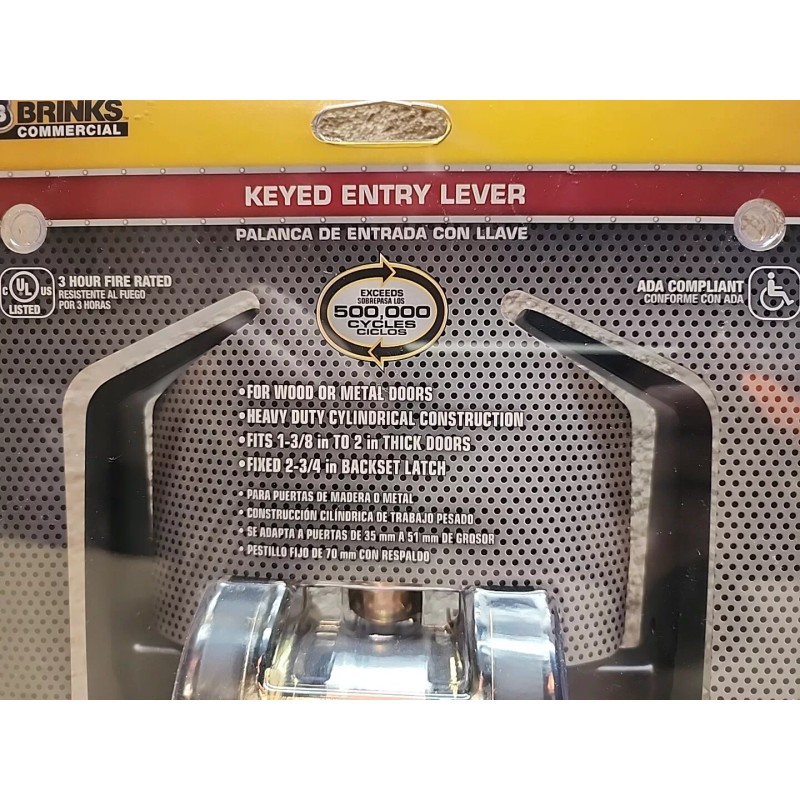 BRINKS
COMMERCIAL
KEYED ENTRY LEVER
PALANCA DE ENTRADA CON LLAVE
C UL US
LISTED
3 HOUR FIRE RATED
RESISTENTE AL FUEGO
POR 3 HORAS
EXCEEDS
SOBREPASA LOS
500,000
CYCLES
CICLOS
ADA COMPLIANT
CONFORME CON ADA
•FOR WOOD OR METAL DOORS
•HEAVY DUTY CYLINDRICAL CONSTRUCTION
•FITS 1-3/8 in TO 2 in THICK DOORS
•FIXED 2-3/4 in BACKSET LATCH
• PARA PUERTAS DE MADERA O METAL
• CONSTRUCCIÓN CILÍNDRICA DE TRABAJO PESADO
• SE ADAPTA A PUERTAS DE 35 mm A 51 mm DE GROSOR
• PESTILLO FIJO DE 70 mm CON RESPALDO